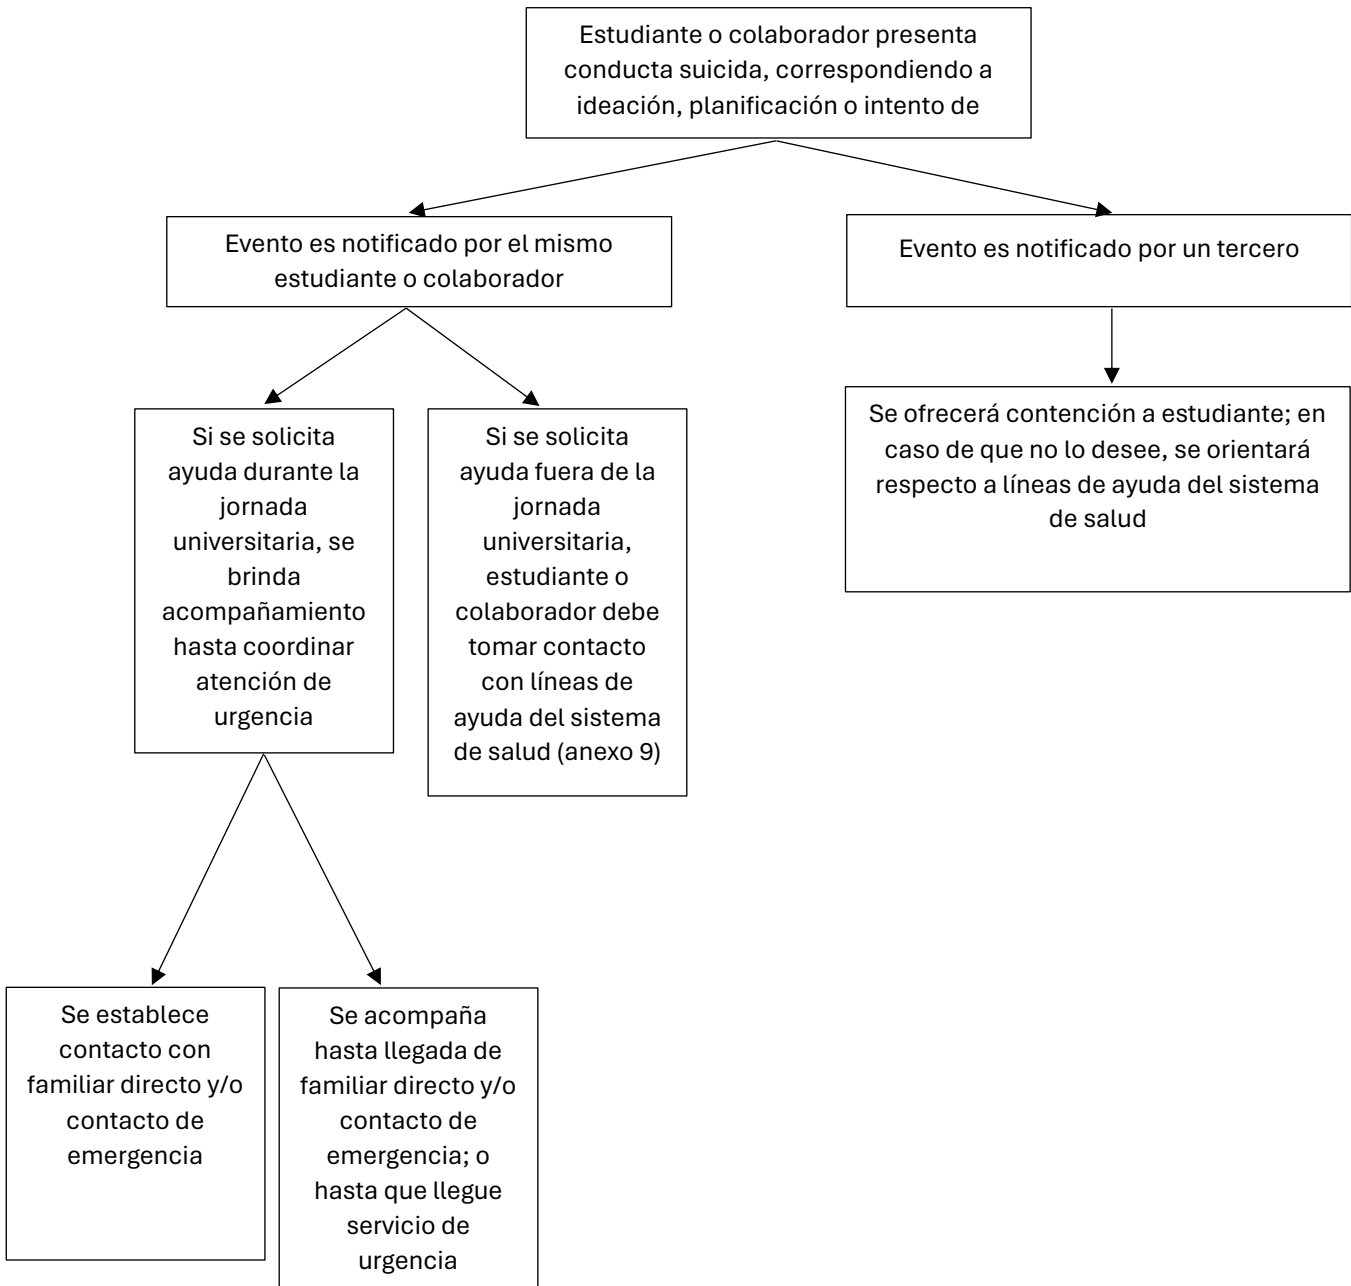 Estudiante o colaborador presenta
conducta suicida, correspondiendo a
ideación, planificación o intento de
Evento es notificado por el mismo
estudiante o colaborador
Evento es notificado por un tercero
Si se solicita
ayuda durante la
jornada
universitaria, se
brinda
acompañamiento
hasta coordinar
atención de
urgencia
Si se solicita
ayuda fuera de la
jornada
universitaria,
estudiante o
colaborador debe
tomar contacto
con líneas de
ayuda del sistema
de salud (anexo 9)
Se ofrecerá contención a estudiante; en
caso de que no lo desee, se orientará
respecto a líneas de ayuda del sistema
de salud
Se establece
contacto con
familiar directo y/o
contacto de
emergencia
Se acompaña
hasta llegada de
familiar directo y/o
contacto de
emergencia; o
hasta que llegue
servicio de
urgencia